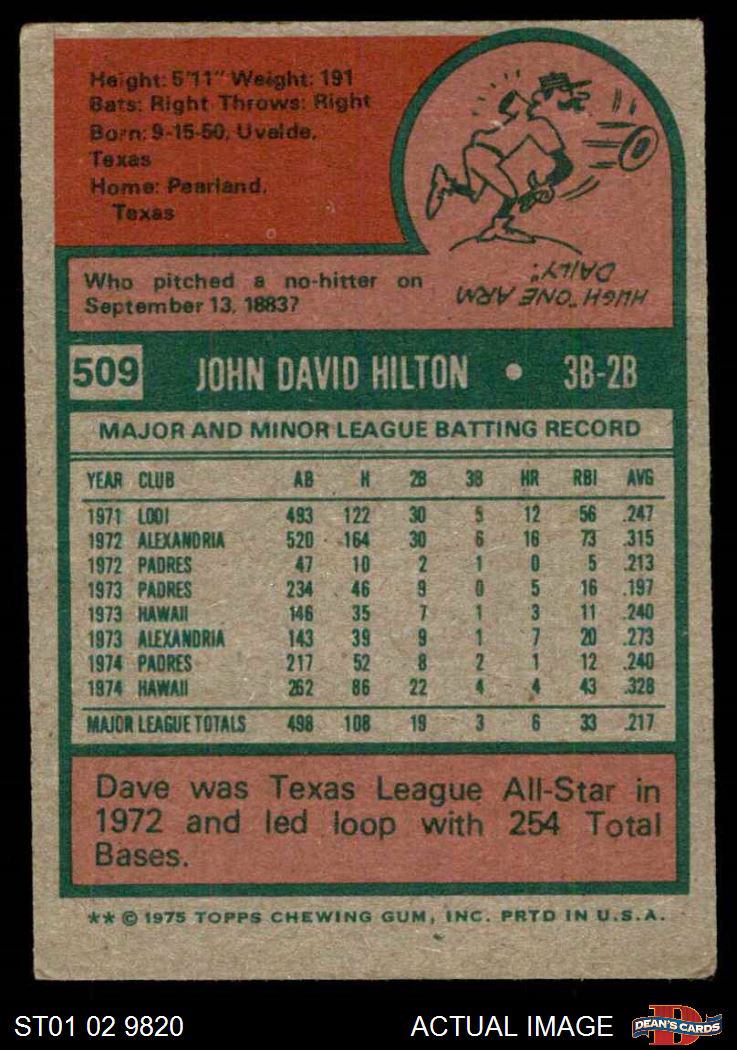 Height: 5'11" Weight: 191
Bats: Right Throws: Right
Born: 9-15-50, Uvalde,
Texas
Home: Pearland,
Texas
Who pitched a no-hitter on
September 13, 1883?
HUGH "ONE ARM
DAILY"
509 JOHN DAVID HILTON • 3B-2B
MAJOR AND MINOR LEAGUE BATTING RECORD
YEAR CLUB AB H 2B 3B HR RBI AVG
1971 LODI 493 122 30 5 12 56 .247
1972 ALEXANDRIA 520 164 30 6 16 73 .315
1972 PADRES 47 10 2 1 0 5 .213
1973 PADRES 234 46 9 0 5 16 .197
1973 HAWAII 146 35 7 1 3 11 .240
1973 ALEXANDRIA 143 39 9 1 7 20 .273
1974 PADRES 217 52 8 2 1 12 .240
1974 HAWAII 262 86 22 4 4 43 .328
MAJOR LEAGUE TOTALS 498 108 19 3 6 33 .217
Dave was Texas League All-Star in
1972 and led loop with 254 Total
Bases.
** © 1975 TOPPS CHEWING GUM, INC. PRTD IN U.S.A.
ST01 02 9820 ACTUAL IMAGE DEAN'S CARDS